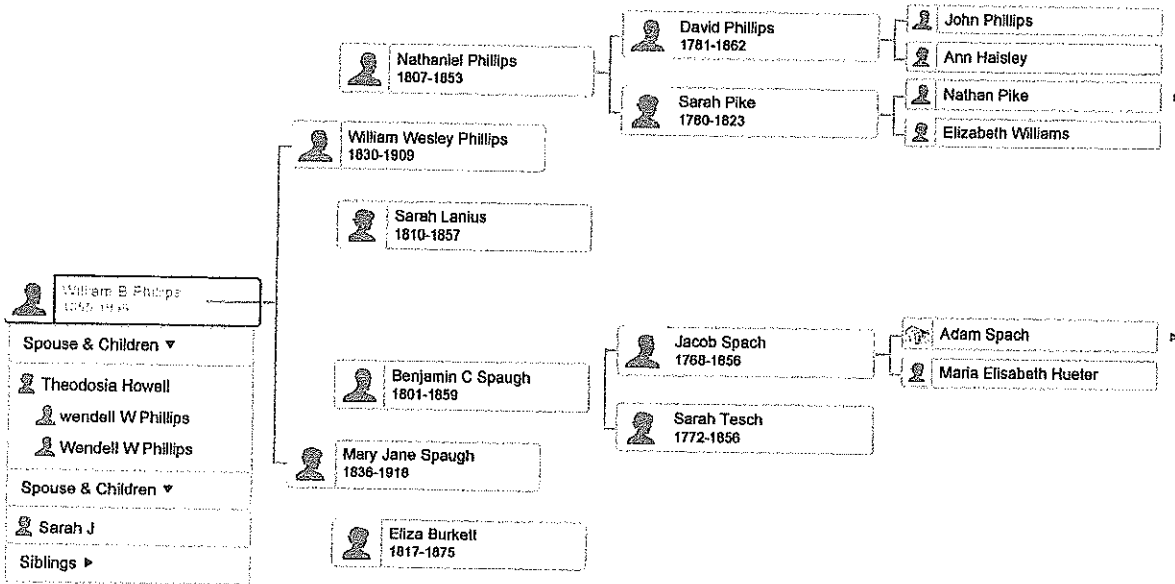 David Phillips
1781-1862
John Phillips
Ann Haisley
Nathaniel Phillips
1807-1853
Sarah Pike
1780-1823
Nathan Pike
Elizabeth Williams
William Wesley Phillips
1830-1909
Sarah Lanius
1810-1857
William B Phillips
Spouse & Children
Theodosia Howell
wendell W Phillips
Wendell W Phillips
Spouse & Children
Sarah J
Siblings
Benjamin C Spaugh
1801-1859
Jacob Spach
1768-1856
Adam Spach
Maria Elisabeth Hueter
Sarah Tesch
1772-1856
Mary Jane Spaugh
1836-1918
Eliza Burkett
1817-1875